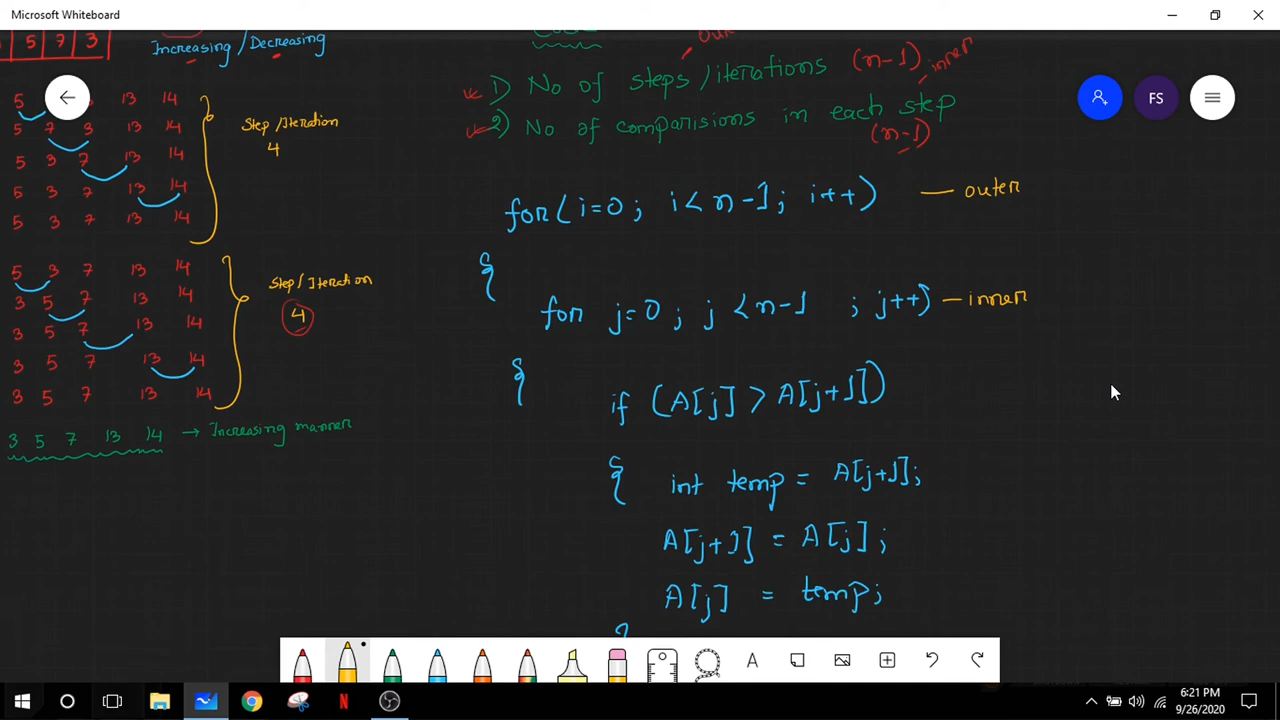 Microsoft Whiteboard
5 7 3
Increasing / Decreasing
5 13 14
5 7 3 13 14
5 3 7 13 14
5 3 7 13 14
5 3 7 13 14
Step /Iteration
4
5 3 7 13 14
3 5 7 13 14
3 5 7 13 14
3 5 7 13 14
3 5 7 13 14
Step/ Iteration
4
3 5 7 13 14 → Increasing manner
1) No of steps /iterations (n-1) inner
2) No of comparisions in each step
(n-1)
for( i=0 ; i< n-1; i++) — outer
{
for j=0 ; j <n-1 ; j++) — inner
{ if (A[j] > A[j+1])
{ int temp = A[j+1];
A[j+1] = A[j] ;
A[j] = temp;
}
FS
6:21 PM
9/26/2020